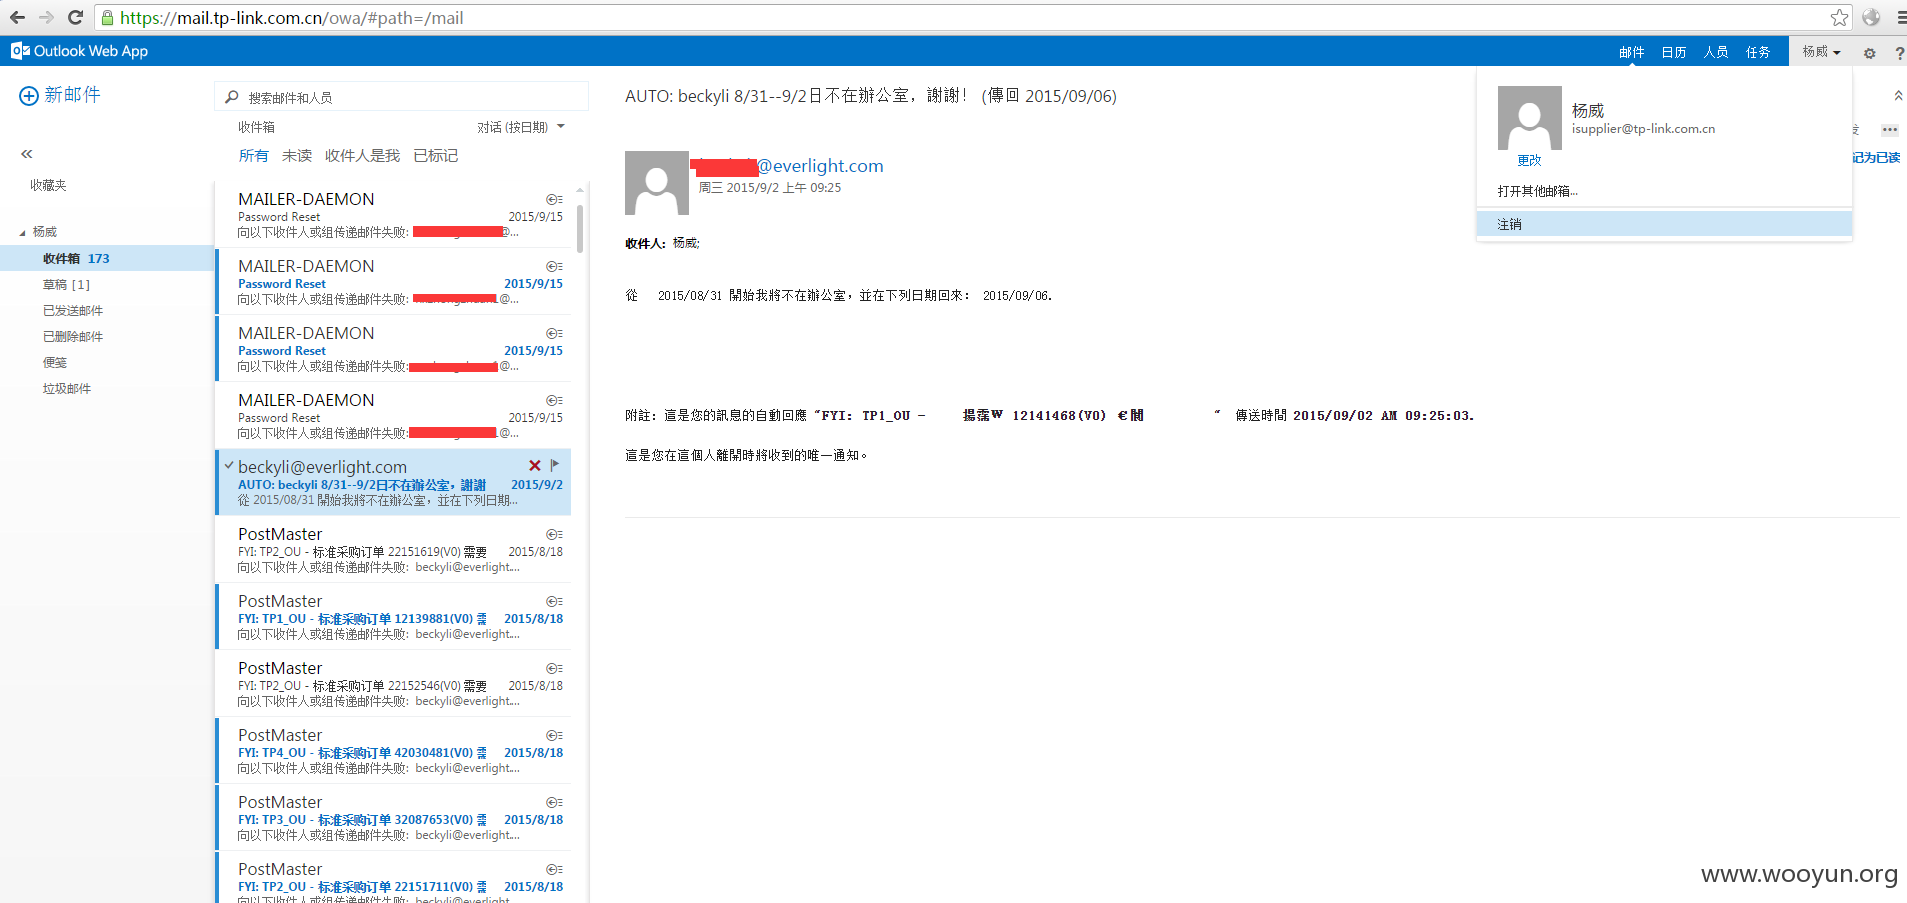 https://mail.tp-link.com.cn/owa/#path=/mail
Outlook Web App
邮件 日历 人员 任务 杨威
新邮件
收藏夹
杨威
收件箱 173
草稿 [1]
已发送邮件
已删除邮件
便笺
垃圾邮件
搜索邮件和人员
收件箱 对话 (按日期)
所有 未读 收件人是我 已标记
MAILER-DAEMON
Password Reset 2015/9/15
向以下收件人或组传递邮件失败: @...
MAILER-DAEMON
Password Reset 2015/9/15
向以下收件人或组传递邮件失败: @...
MAILER-DAEMON
Password Reset 2015/9/15
向以下收件人或组传递邮件失败: @...
MAILER-DAEMON
Password Reset 2015/9/15
向以下收件人或组传递邮件失败: @...
beckyli@everlight.com
AUTO: beckyli 8/31--9/2日不在辦公室，謝謝 2015/9/2
從 2015/08/31 開始我將不在辦公室，並在下列日期...
PostMaster
FYI: TP2_OU - 标准采购订单 22151619(V0) 需要 2015/8/18
向以下收件人或组传递邮件失败: beckyli@everlight....
PostMaster
FYI: TP1_OU - 标准采购订单 12139881(V0) 需 2015/8/18
向以下收件人或组传递邮件失败: beckyli@everlight....
PostMaster
FYI: TP2_OU - 标准采购订单 22152546(V0) 需要 2015/8/18
向以下收件人或组传递邮件失败: beckyli@everlight....
PostMaster
FYI: TP4_OU - 标准采购订单 42030481(V0) 需 2015/8/18
向以下收件人或组传递邮件失败: beckyli@everlight....
PostMaster
FYI: TP3_OU - 标准采购订单 32087653(V0) 需 2015/8/18
向以下收件人或组传递邮件失败: beckyli@everlight....
PostMaster
FYI: TP2_OU - 标准采购订单 22151711(V0) 需 2015/8/18
AUTO: beckyli 8/31--9/2日不在辦公室，謝謝！ (傳回 2015/09/06)
@everlight.com
周三 2015/9/2 上午 09:25
收件人: 杨威;
從 2015/08/31 開始我將不在辦公室，並在下列日期回來： 2015/09/06.
附註：這是您的訊息的自動回應 "FYI: TP1_OU - 12141468(V0) " 傳送時間 2015/09/02 AM 09:25:03.
這是您在這個人離開時將收到的唯一通知。
杨威
isupplier@tp-link.com.cn
更改
打开其他邮箱...
注销
记为已读
www.wooyun.org